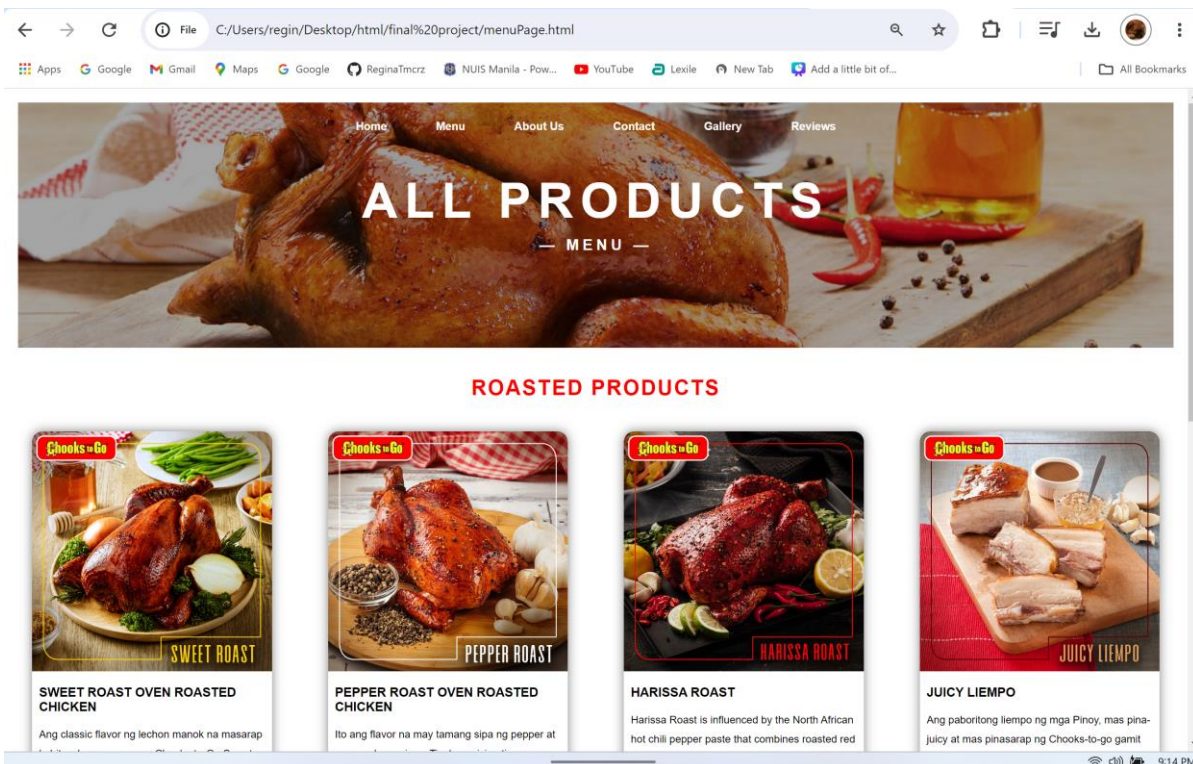 File C:/Users/regin/Desktop/html/final%20project/menuPage.html
Apps Google Gmail Maps Google ReginaTmcrz NUIS Manila - Pow... YouTube Lexile New Tab Add a little bit of... All Bookmarks
Home Menu About Us Contact Gallery Reviews
ALL PRODUCTS
— MENU —
ROASTED PRODUCTS
Chooks to Go
SWEET ROAST
SWEET ROAST OVEN ROASTED
CHICKEN
Ang classic flavor ng lechon manok na masarap
Chooks to Go
PEPPER ROAST
PEPPER ROAST OVEN ROASTED
CHICKEN
Ito ang flavor na may tamang sipa ng pepper at
Chooks to Go
HARISSA ROAST
HARISSA ROAST
Harissa Roast is influenced by the North African
hot chili pepper paste that combines roasted red
Chooks to Go
JUICY LIEMPO
JUICY LIEMPO
Ang paboritong liempo ng mga Pinoy, mas pina-
juicy at mas pinasarap ng Chooks-to-go gamit
9:14 PM